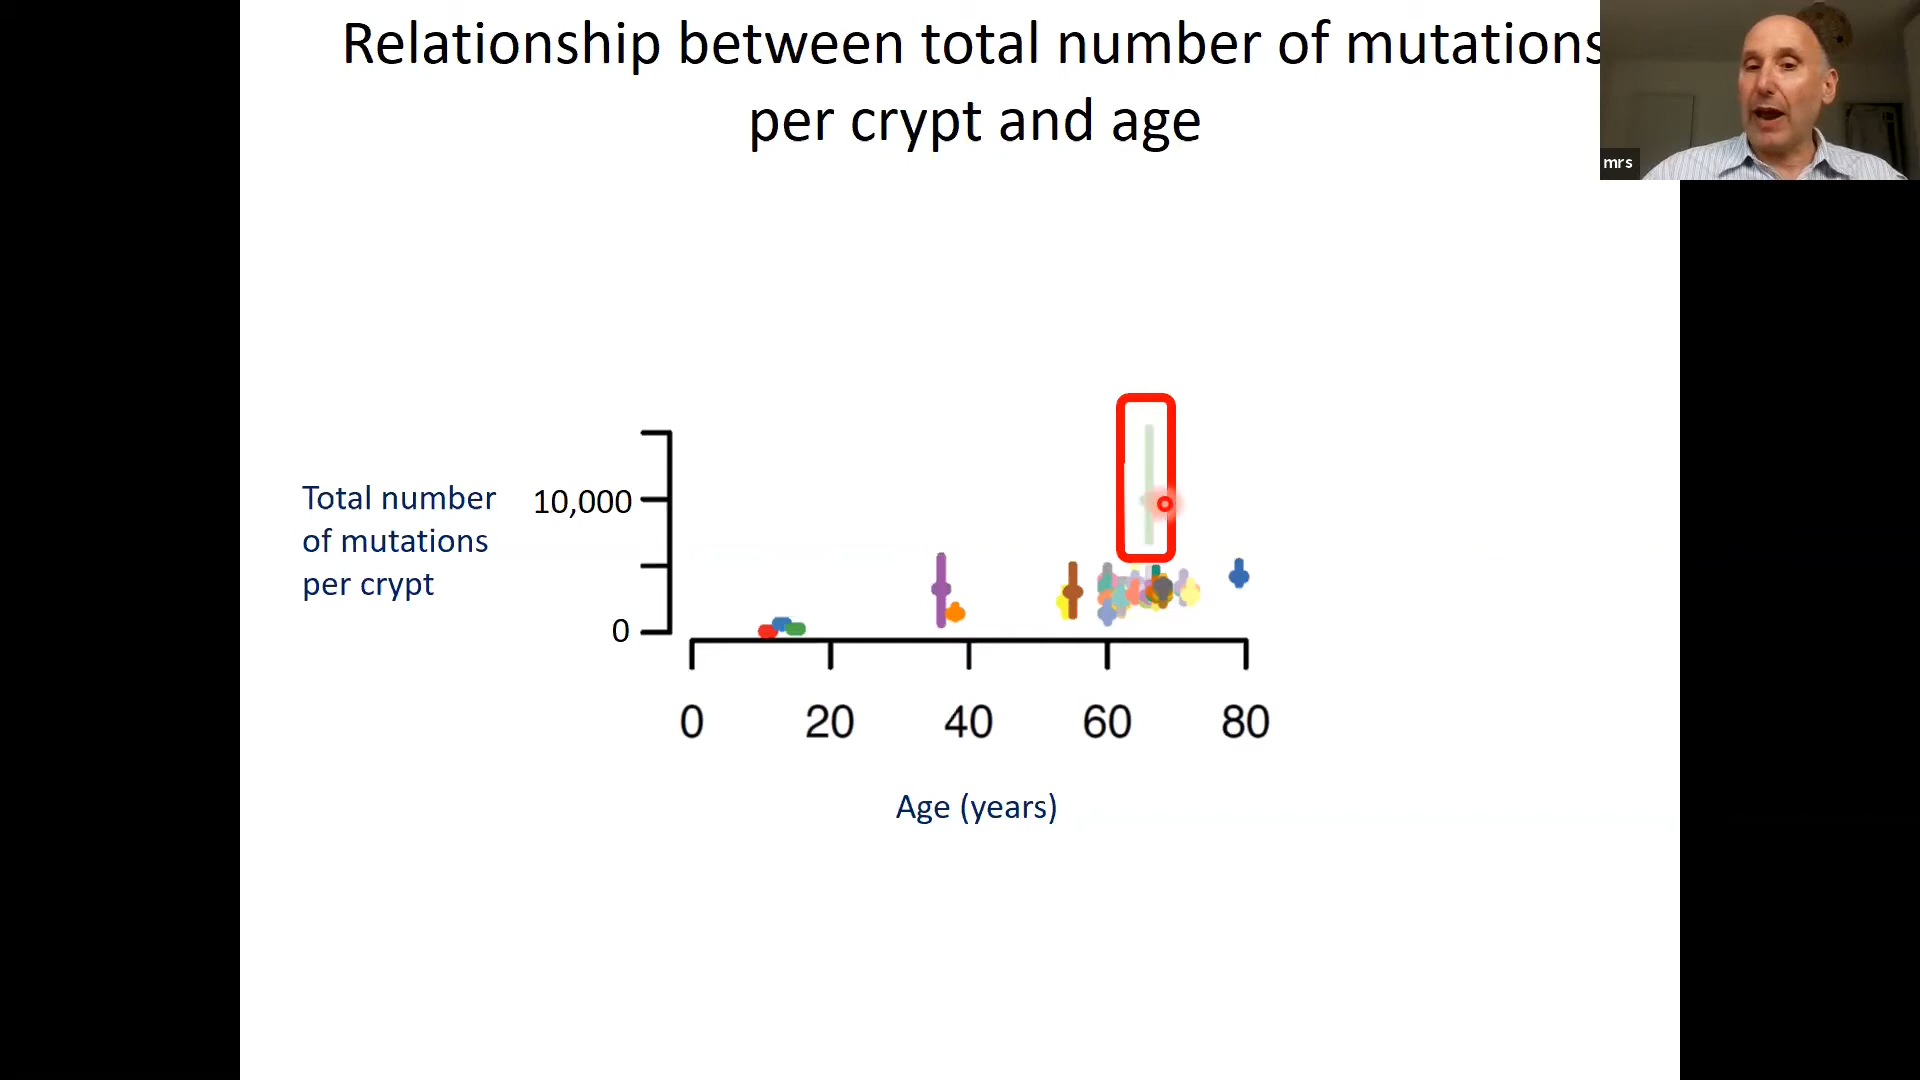 Relationship between total number of mutations
per crypt and age
mrs
Total number
of mutations
per crypt
10,000
0
0 20 40 60 80
Age (years)